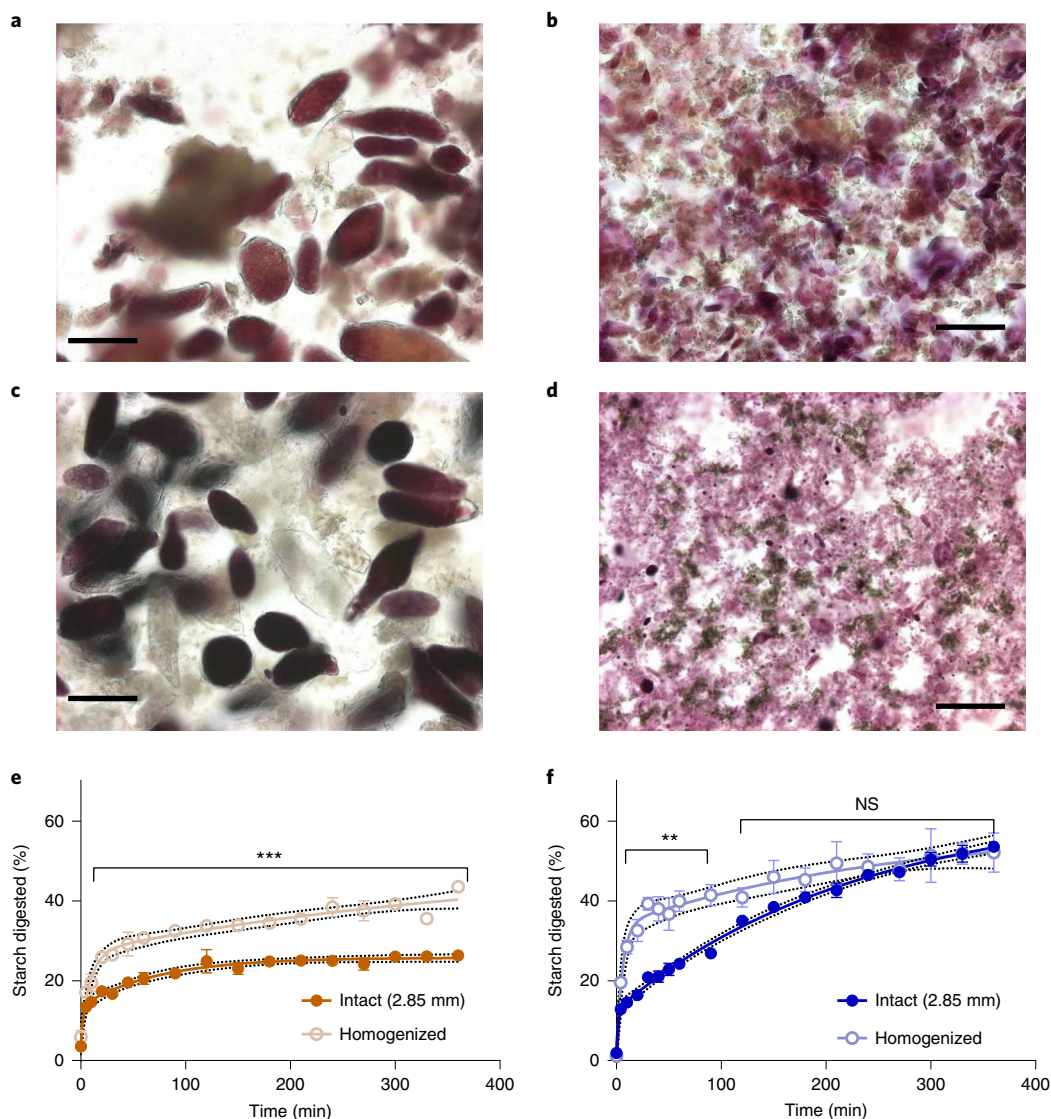 a
b
c
d
e
f
60
40
20
0
Starch digested (%)
***
Intact (2.85 mm)
Homogenized
0
100
200
300
400
Time (min)
60
40
20
0
Starch digested (%)
**
NS
Intact (2.85 mm)
Homogenized
0
100
200
300
400
Time (min)